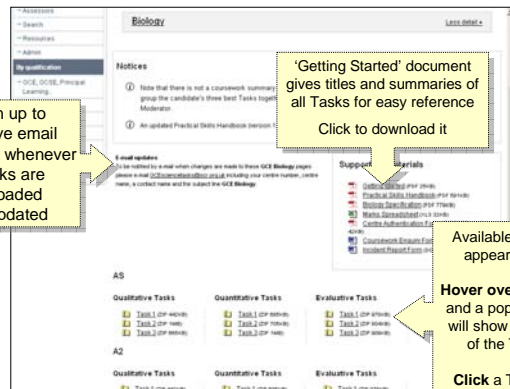 Assessors
Search
Resources
Admin
By qualification
GCE, GCSE, Principal
Learning..
Biology
Less detail
Notices
Note that there is not a coursework summary
group the candidate's three best Tasks togeth
Moderator.
An updated Practical Skills Handbook (version
'Getting Started' document
gives titles and summaries of
all Tasks for easy reference
Click to download it
n up to
ve email
whenever
ks are
oaded
pdated
E-mail updates
To be notified by e-mail when changes are made to these GCE Biology pages
please e-mail GCEsciencetasks@ocr.org.uk including your centre number, centre
name, a contact name and the subject line GCE Biology.
Suppo
erials
Getting Started
Practical Skills Handbook
Biology Specification
Marks Spreadsheet
Centre Authentication Fo
Coursework Enquiry For
Incident Report Form
Available
appear
Hover ove
and a pop
will show
of the T
Click a T
AS
Qualitative Tasks
Quantitative Tasks
Evaluative Tasks
Task 1
Task 1
Task 1
Task 2
Task 2
Task 2
Task 3
Task 3
Task 3
A2
Qualitative Tasks
Quantitative Tasks
Evaluative Tasks